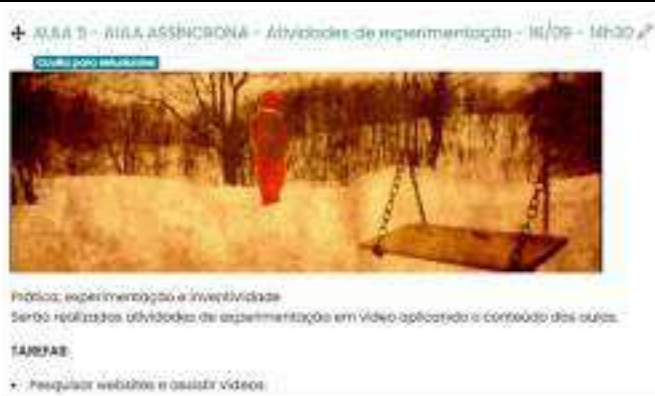 AULA 5 - AULA ASSÍNCRONA - Atividades de experimentação - 16/09 - 14h30
Oculto para estudantes
Prática, experimentação e inventividade
Serão realizadas atividades de experimentação em vídeo aplicando o conteúdo das aulas.
TAREFAS:
• Pesquisar websites e assistir vídeos.